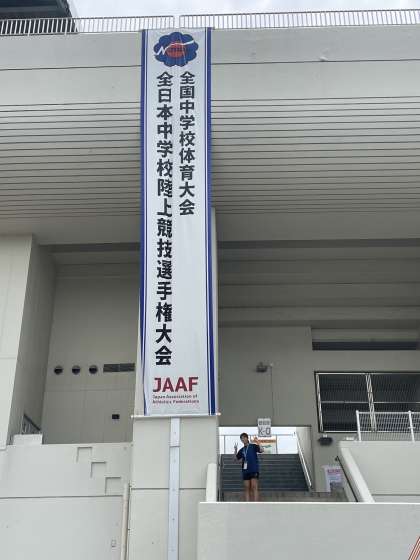 全国中学校体育大会
全日本中学校陸上競技選手権大会
JAAF
Japan Association of
Athletics Federations